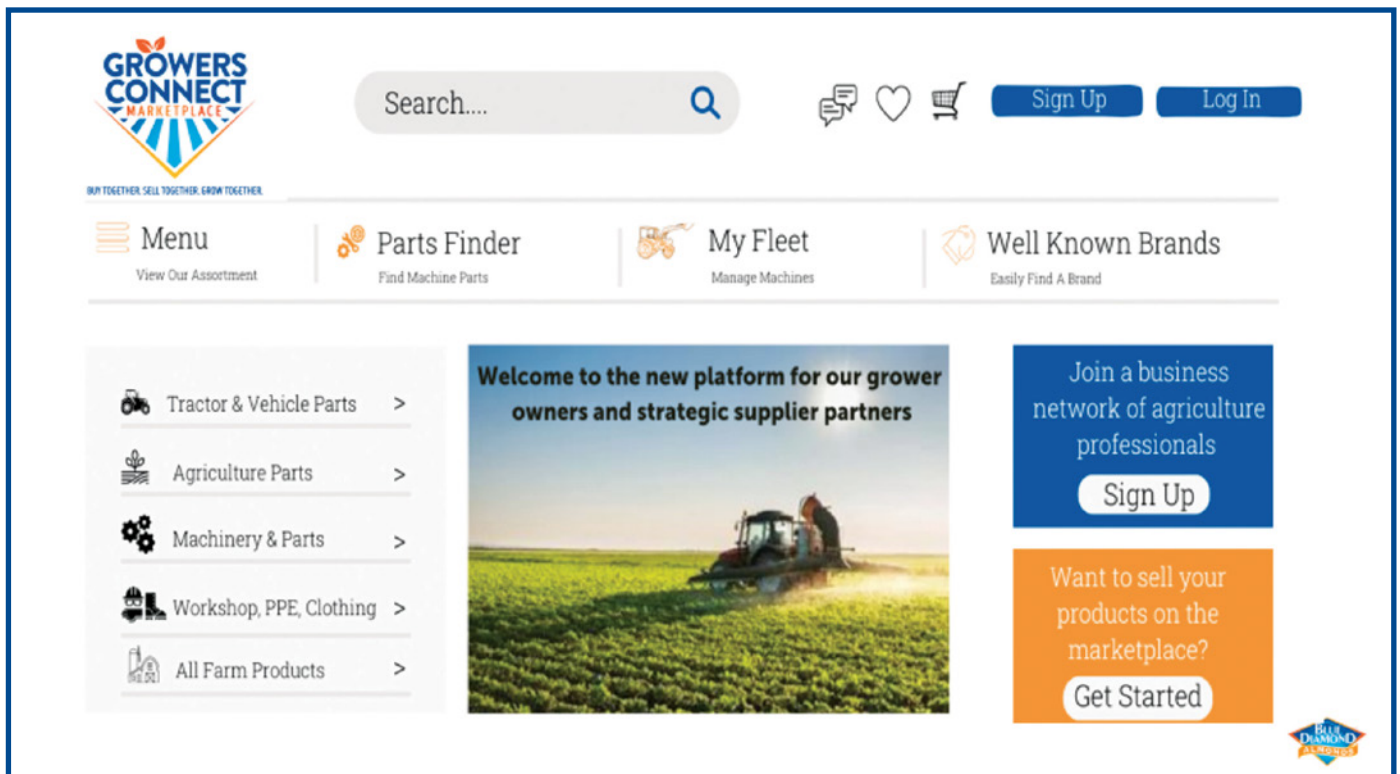 GROWERS
CONNECT
MARKETPLACE
BUY TOGETHER. SELL TOGETHER. GROW TOGETHER.
Search....
Sign Up
Log In
Menu
View Our Assortment
Parts Finder
Find Machine Parts
My Fleet
Manage Machines
Well Known Brands
Easily Find A Brand
Tractor & Vehicle Parts >
Agriculture Parts >
Machinery & Parts >
Workshop, PPE, Clothing >
All Farm Products >
Welcome to the new platform for our grower
owners and strategic supplier partners
Join a business
network of agriculture
professionals
Sign Up
Want to sell your
products on the
marketplace?
Get Started
BLUE
DIAMOND
ALMONDS